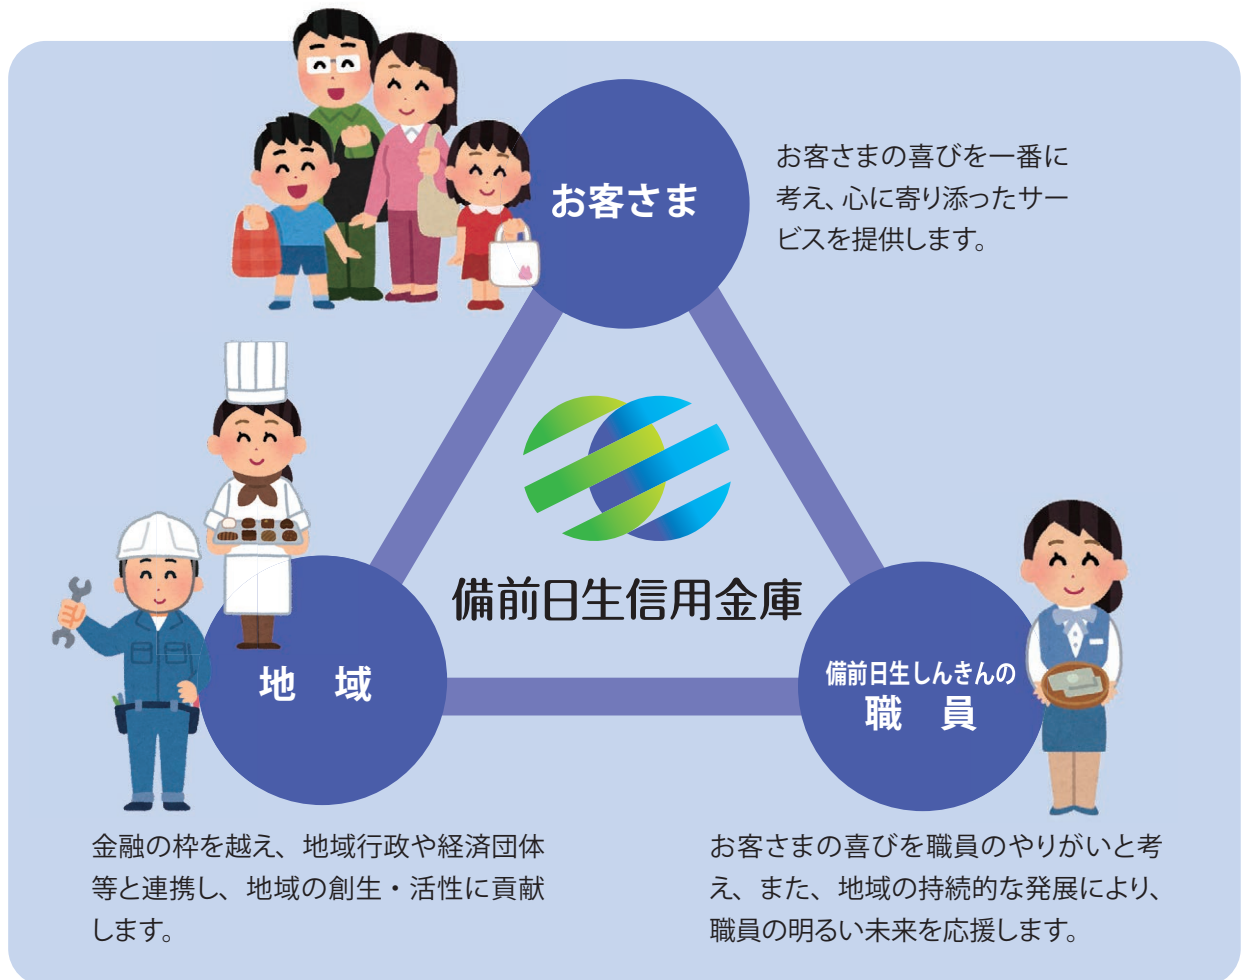 お客さま
お客さまの喜びを一番に
考え、心に寄り添ったサー
ビスを提供します。
備前日生信用金庫
地　域
備前日生しんきんの
職　員
金融の枠を越え、地域行政や経済団体
等と連携し、地域の創生・活性に貢献
します。
お客さまの喜びを職員のやりがいと考
え、また、地域の持続的な発展により、
職員の明るい未来を応援します。